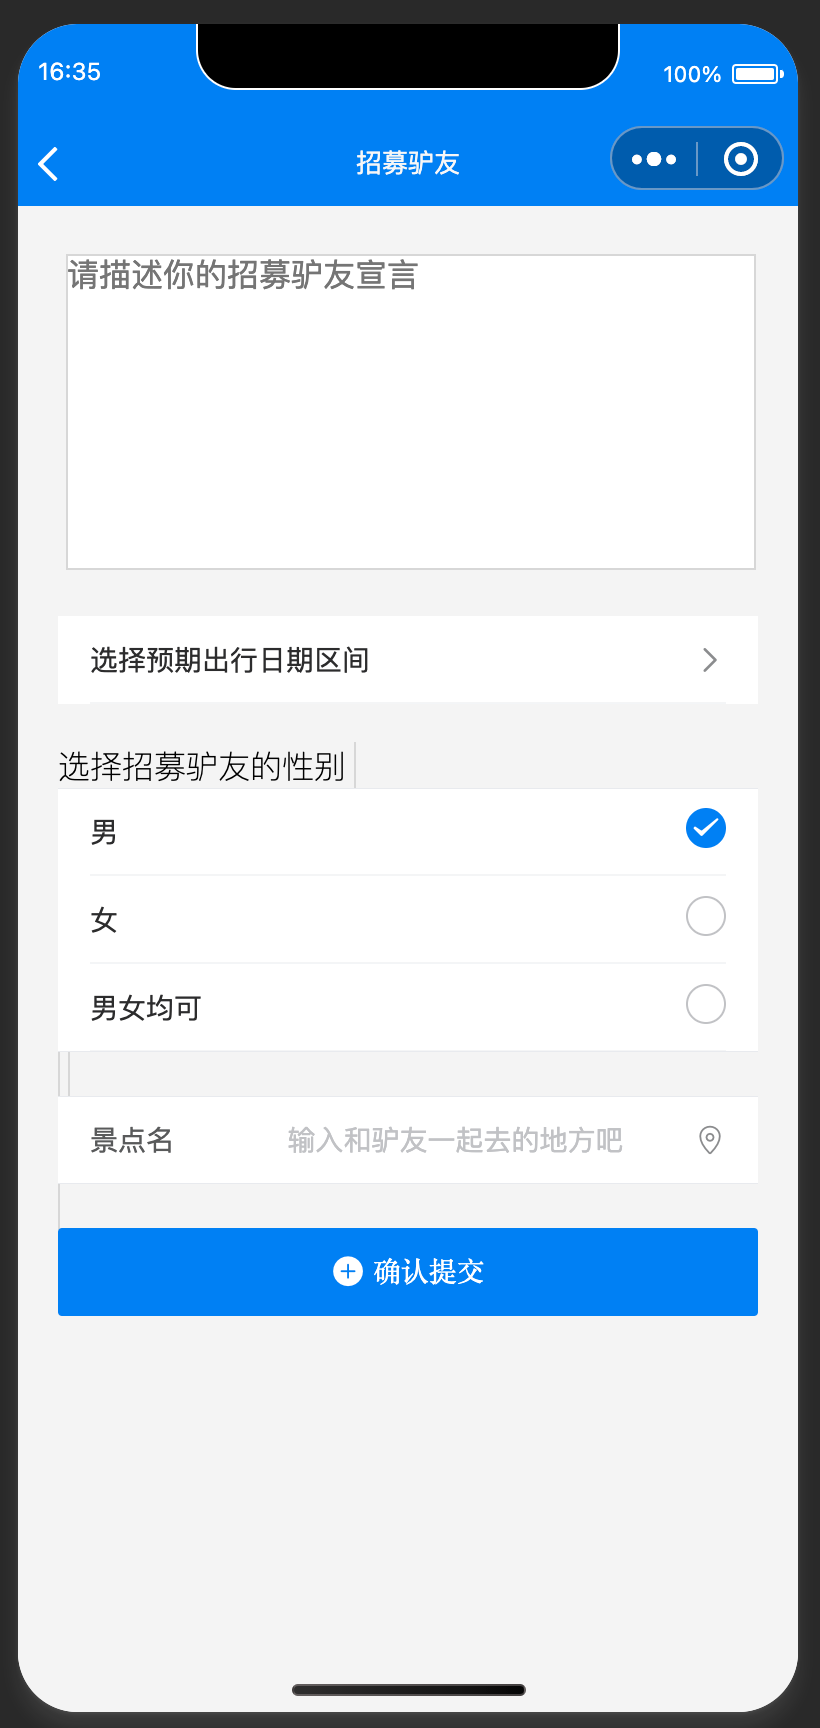 16:35
100%
招募驴友
请描述你的招募驴友宣言
选择预期出行日期区间
选择招募驴友的性别
男
女
男女均可
景点名 输入和驴友一起去的地方吧
确认提交